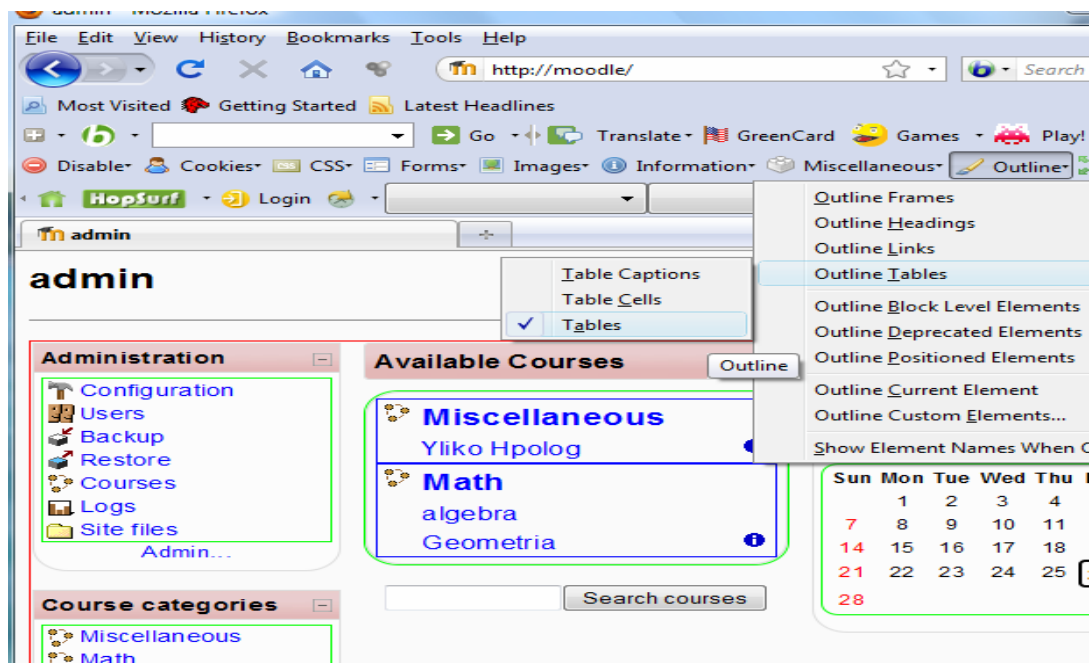 admin - Mozilla Firefox
File Edit View History Bookmarks Tools Help
http://moodle/ Search
Most Visited Getting Started Latest Headlines
Go Translate GreenCard Games Play!
Disable Cookies CSS Forms Images Information Miscellaneous Outline
HopSurf Login
admin
Outline Frames
Outline Headings
Outline Links
Outline Tables
Outline Block Level Elements
Outline Deprecated Elements
Outline Positioned Elements
Outline Current Element
Outline Custom Elements...
Show Element Names When
Table Captions
Table Cells
Tables
Outline
admin
Administration
Configuration
Users
Backup
Restore
Courses
Logs
Site files
Admin...
Course categories
Miscellaneous
Math
Available Courses
Miscellaneous
Yliko Hpolog
Math
algebra
Geometria
Search courses
Sun Mon Tue Wed Thu
1 2 3 4
7 8 9 10 11
14 15 16 17 18
21 22 23 24 25
28